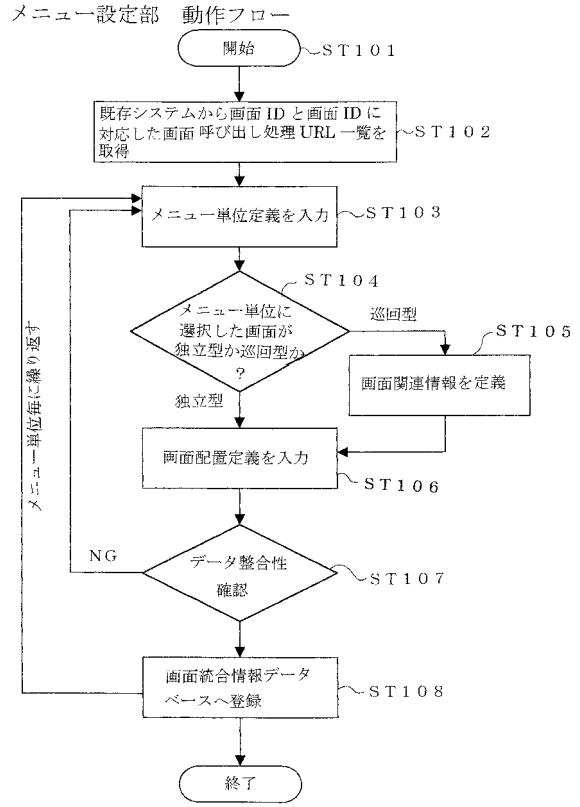 メニュー設定部　動作フロー
開始
ST101
既存システムから画面IDと画面IDに
対応した画面呼び出し処理URL一覧を
取得
ST102
メニュー単位定義を入力
ST103
ST104
メニュー単位に
選択した画面が
独立型か巡回型か
？
巡回型
ST105
画面関連情報を定義
独立型
画面配置定義を入力
ST106
メニュー単位毎に繰り返す
NG
データ整合性
確認
ST107
画面統合情報データ
ベースへ登録
ST108
終了